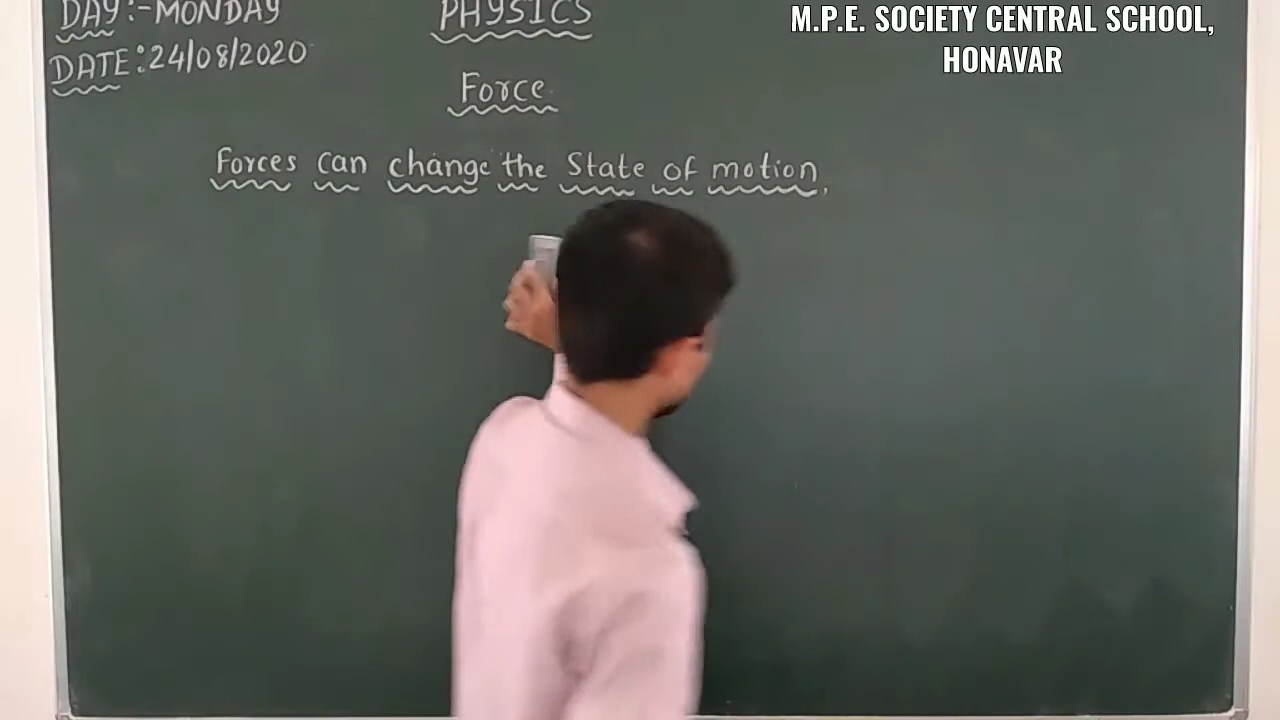 DAY:-MONDAY
PHYSICS
M.P.E. SOCIETY CENTRAL SCHOOL,
HONAVAR
DATE:24/08/2020
Force
Forces can change the State of motion,